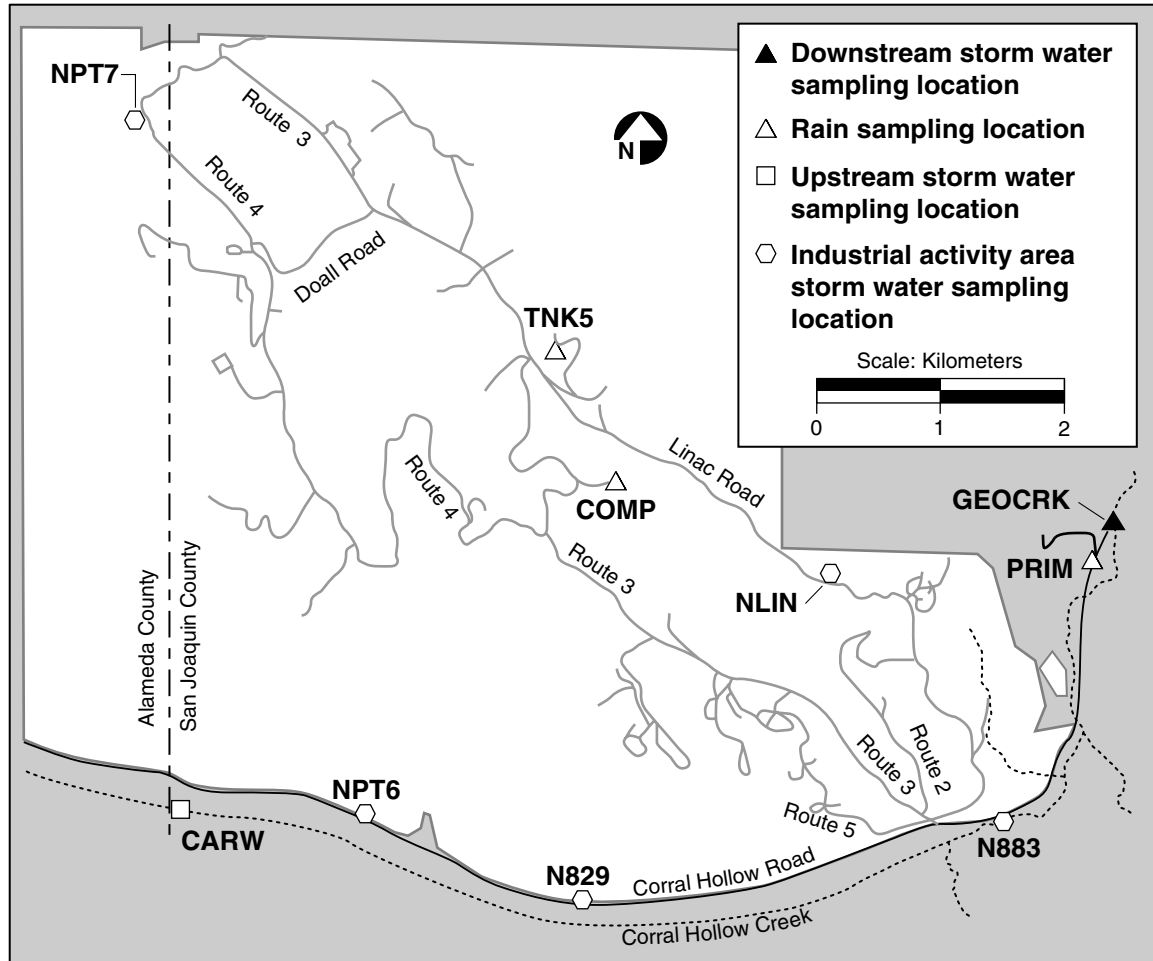 NPT7
Route 3
Route 4
N
Doall Road
TNK5
Route 4
COMP
Linac Road
Route 3
NLIN
GEOCRK
PRIM
Alameda County
San Joaquin County
NPT6
CARW
N829
Route 3
Route 2
Route 5
N883
Corral Hollow Road
Corral Hollow Creek
Downstream storm water
sampling location
Rain sampling location
Upstream storm water
sampling location
Industrial activity area
storm water sampling
location
Scale: Kilometers
0 1 2